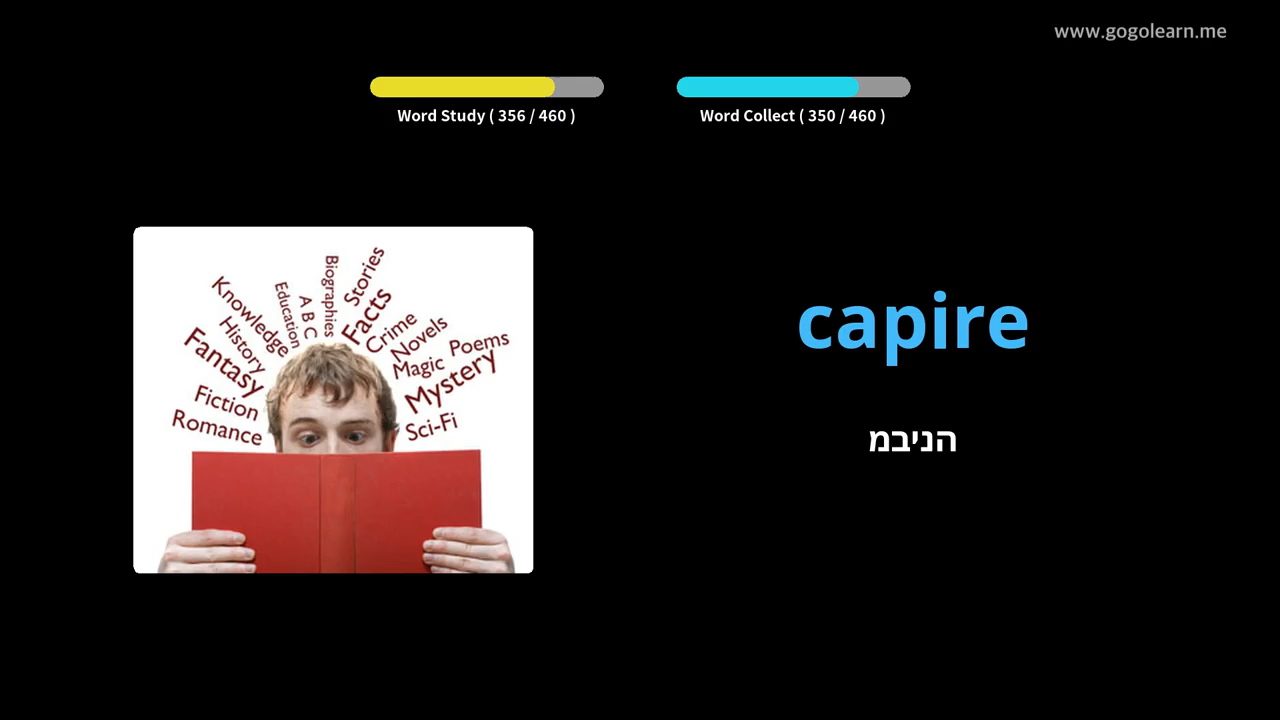 www.gogolearn.me
Word Study ( 356 / 460 )
Word Collect ( 350 / 460 )
Romance
Fiction
Fantasy
History
Knowledge
Education
A B C
Biographies
Stories
Facts
Crime
Novels
Magic
Poems
Mystery
Sci-Fi
capire
הניבמ